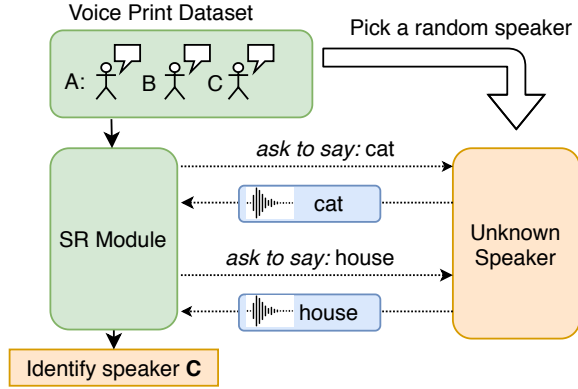 Voice Print Dataset
Pick a random speaker
A: B C
ask to say: cat
cat
SR Module
Unknown
Speaker
ask to say: house
house
Identify speaker C